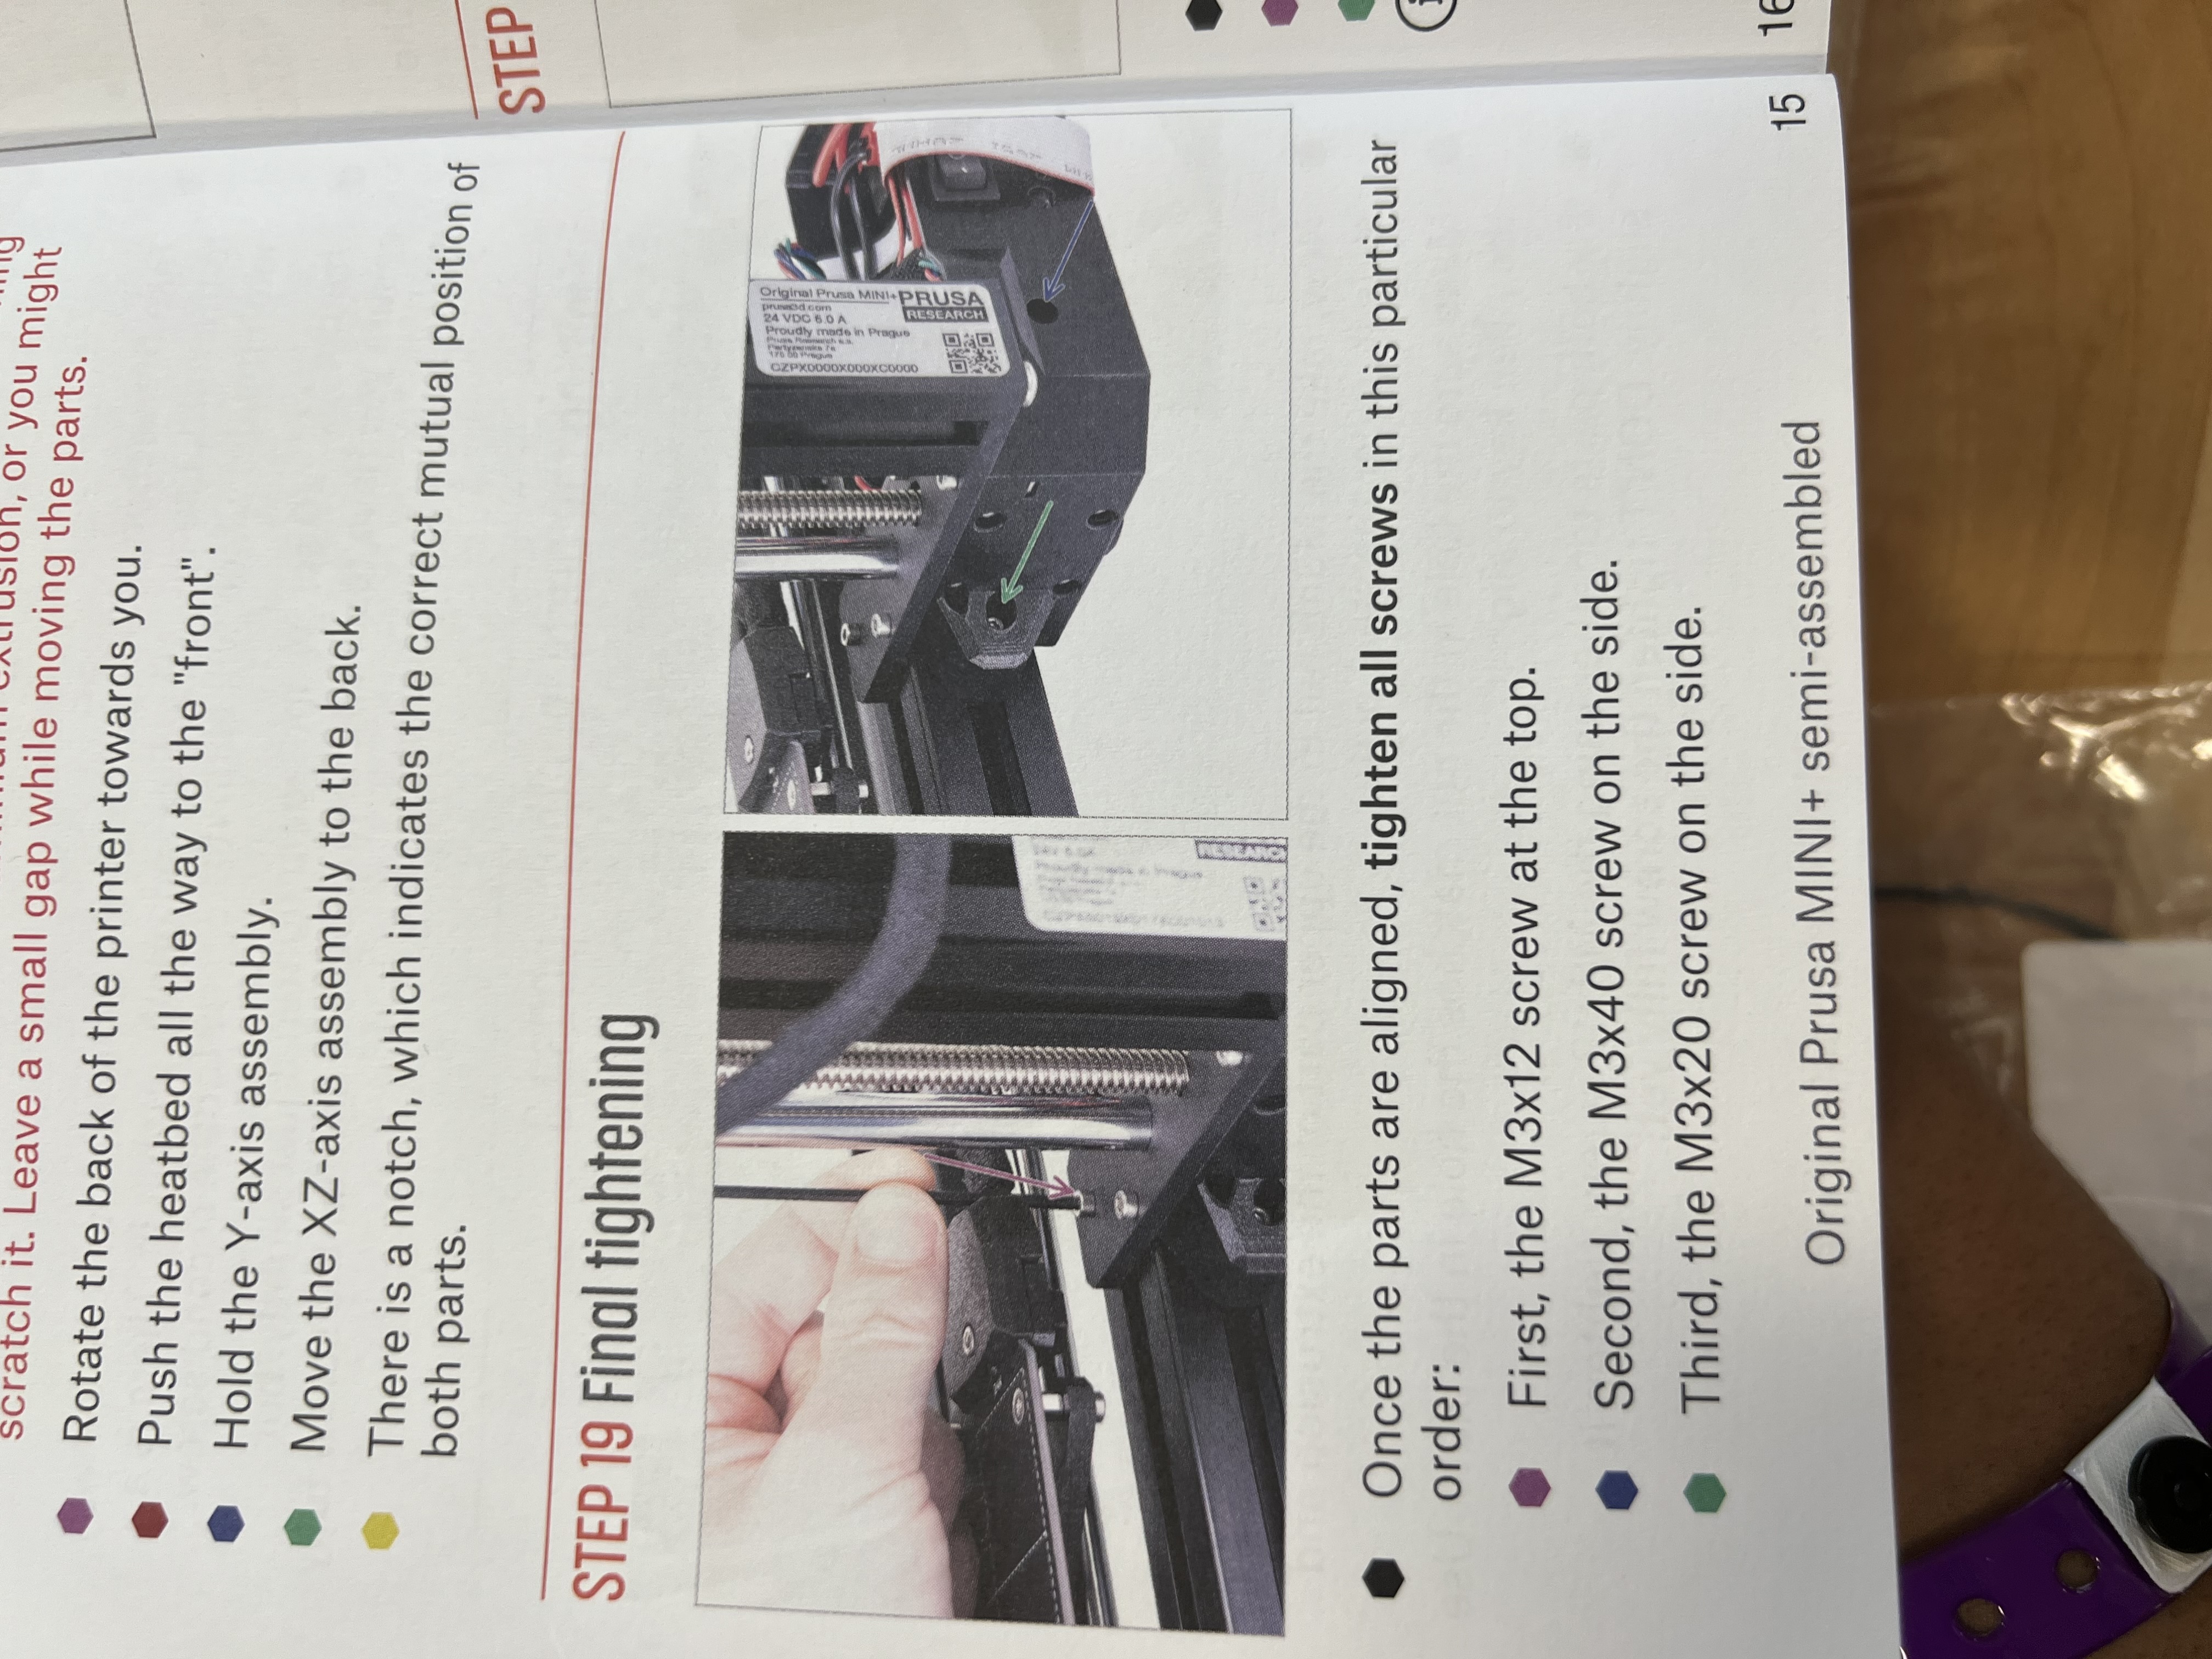 extrusion, or you might
scratch it. Leave a small gap while moving the parts.
Rotate the back of the printer towards you.
Push the heatbed all the way to the "front".
Hold the Y-axis assembly.
Move the XZ-axis assembly to the back.
There is a notch, which indicates the correct mutual position of
both parts.
STEP 19 Final tightening
RESEARCH
Original Prusa MINI+
prusa3d.com
24 VDC 6.0 A
Proudly made in Prague
PRUSA
RESEARCH
Once the parts are aligned, tighten all screws in this particular
order:
First, the M3x12 screw at the top.
Second, the M3x40 screw on the side.
Third, the M3x20 screw on the side.
Original Prusa MINI+ semi-assembled
15
STEP
16